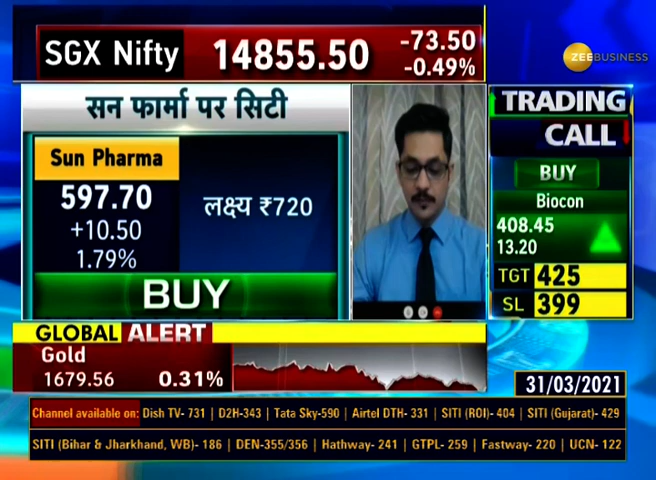 SGX Nifty 14855.50 -73.50
-0.49%
ZEEBUSINESS
सन फार्मा पर सिटी
Sun Pharma
597.70
+10.50
1.79%
लक्ष्य ₹720
BUY
TRADING
CALL
BUY
Biocon
408.45
13.20
TGT 425
SL 399
GLOBAL ALERT
Gold
1679.56 0.31%
31/03/2021
Channel available on: Dish TV- 731 | D2H-343 | Tata Sky-590 | Airtel DTH- 331 | SITI (ROI)- 404 | SITI (Gujarat)- 429
SITI (Bihar & Jharkhand, WB)- 186 | DEN-355/356 | Hathway- 241 | GTPL- 259 | Fastway- 220 | UCN- 122